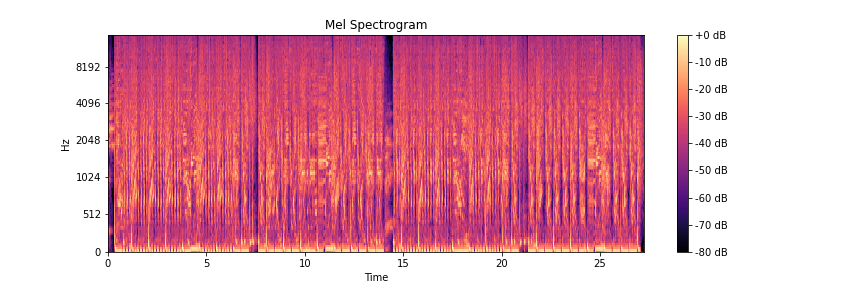 Mel Spectrogram
8192
4096
2048
1024
512
0
Hz
0 5 10 15 20 25
Time
+0 dB
-10 dB
-20 dB
-30 dB
-40 dB
-50 dB
-60 dB
-70 dB
-80 dB